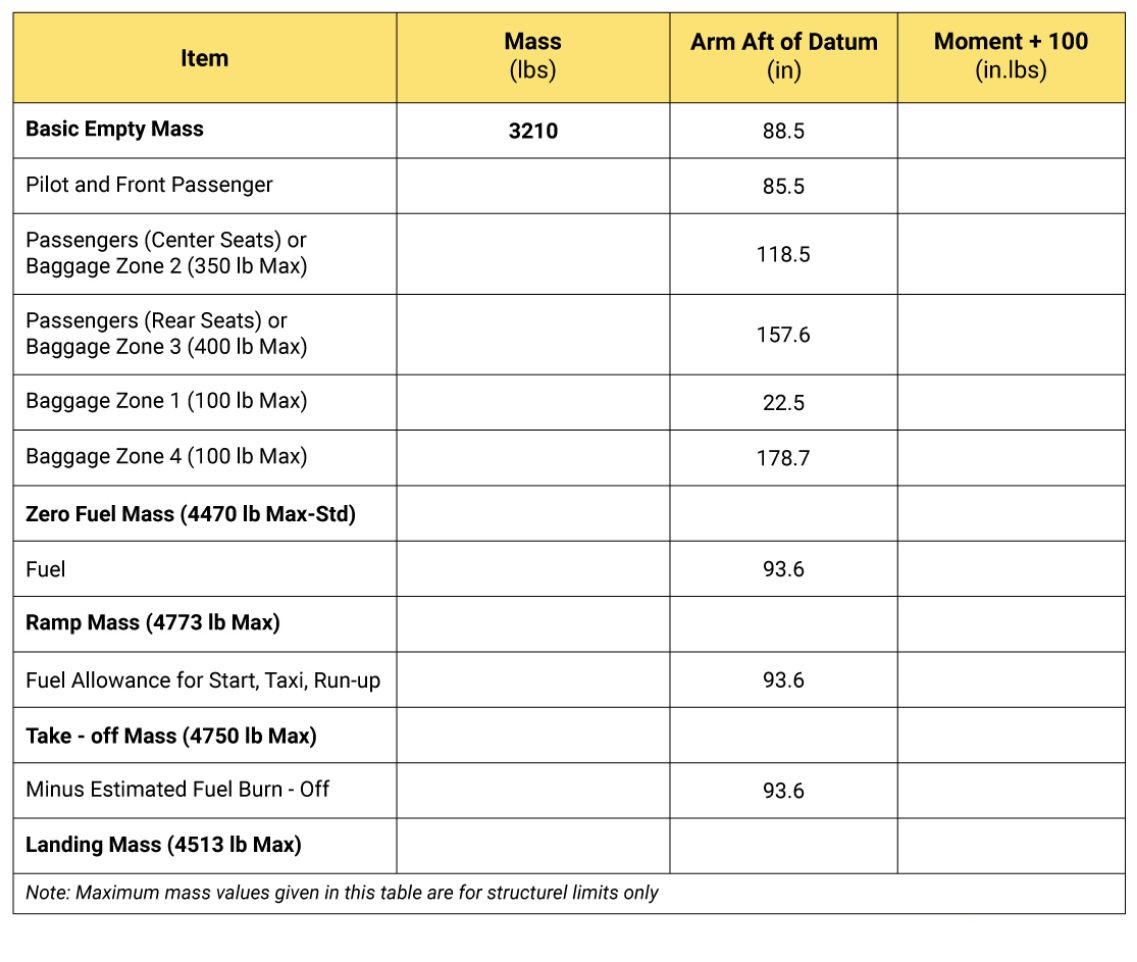 Item
Mass
(lbs)
Arm Aft of Datum
(in)
Moment + 100
(in.lbs)
Basic Empty Mass
3210
88.5
Pilot and Front Passenger
85.5
Passengers (Center Seats) or
Baggage Zone 2 (350 lb Max)
118.5
Passengers (Rear Seats) or
Baggage Zone 3 (400 lb Max)
157.6
Baggage Zone 1 (100 lb Max)
22.5
Baggage Zone 4 (100 lb Max)
178.7
Zero Fuel Mass (4470 lb Max-Std)
Fuel
93.6
Ramp Mass (4773 lb Max)
Fuel Allowance for Start, Taxi, Run-up
93.6
Take - off Mass (4750 lb Max)
Minus Estimated Fuel Burn - Off
93.6
Landing Mass (4513 lb Max)
Note: Maximum mass values given in this table are for structurel limits only